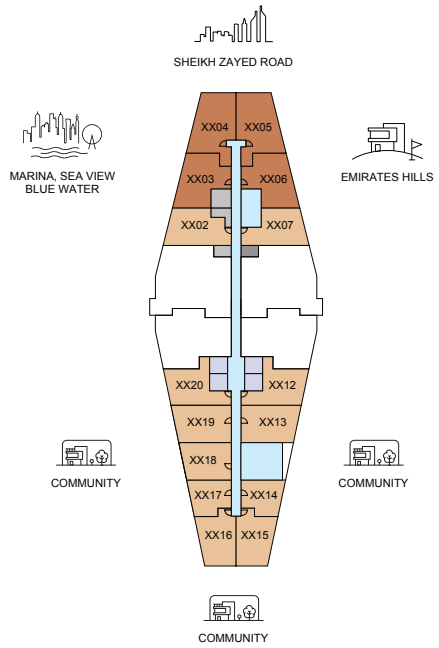 SHEIKH ZAYED ROAD
MARINA, SEA VIEW
BLUE WATER
EMIRATES HILLS
XX04
XX05
XX03
XX06
XX02
XX07
XX20
XX12
XX19
XX13
XX18
XX17
XX14
XX16
XX15
COMMUNITY
COMMUNITY
COMMUNITY